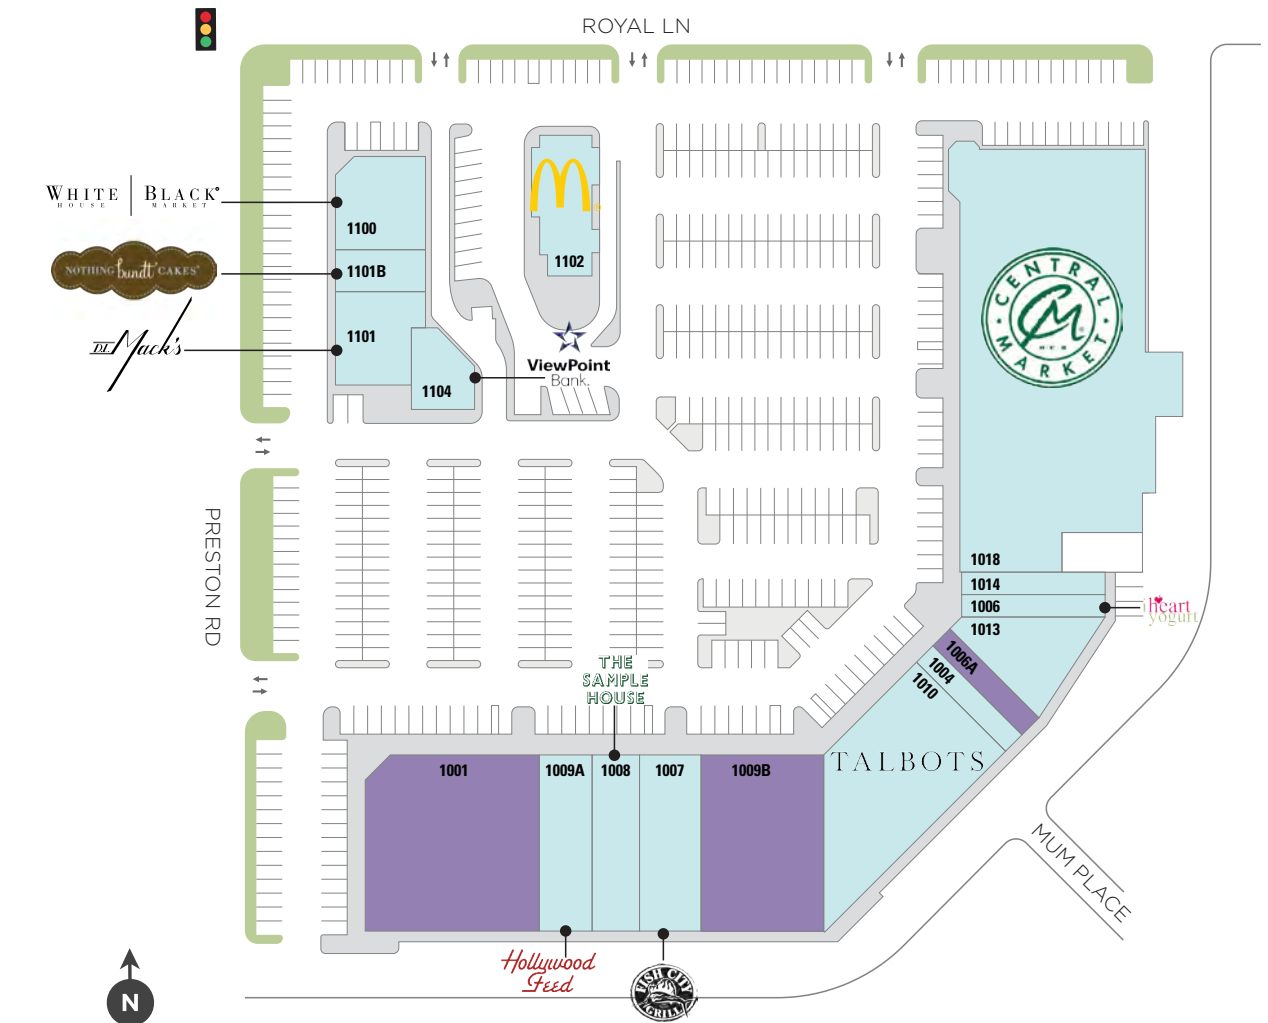 ROYAL LN
WHITE | BLACK
HOUSE MARKET
1100
NOTHING bundt CAKES
1101B
D.L. Mack's
1101
1104
1102
ViewPoint
Bank.
CENTRAL
CM
H-E-B
MARKET
1018
1014
1006
iheart
yogurt
1013
1006A
1004
1010
PRESTON RD
THE
SAMPLE
HOUSE
TALBOTS
1001
1009A
1008
1007
1009B
MUM PLACE
Hollywood
Feed
FISH CITY
GRILL
N